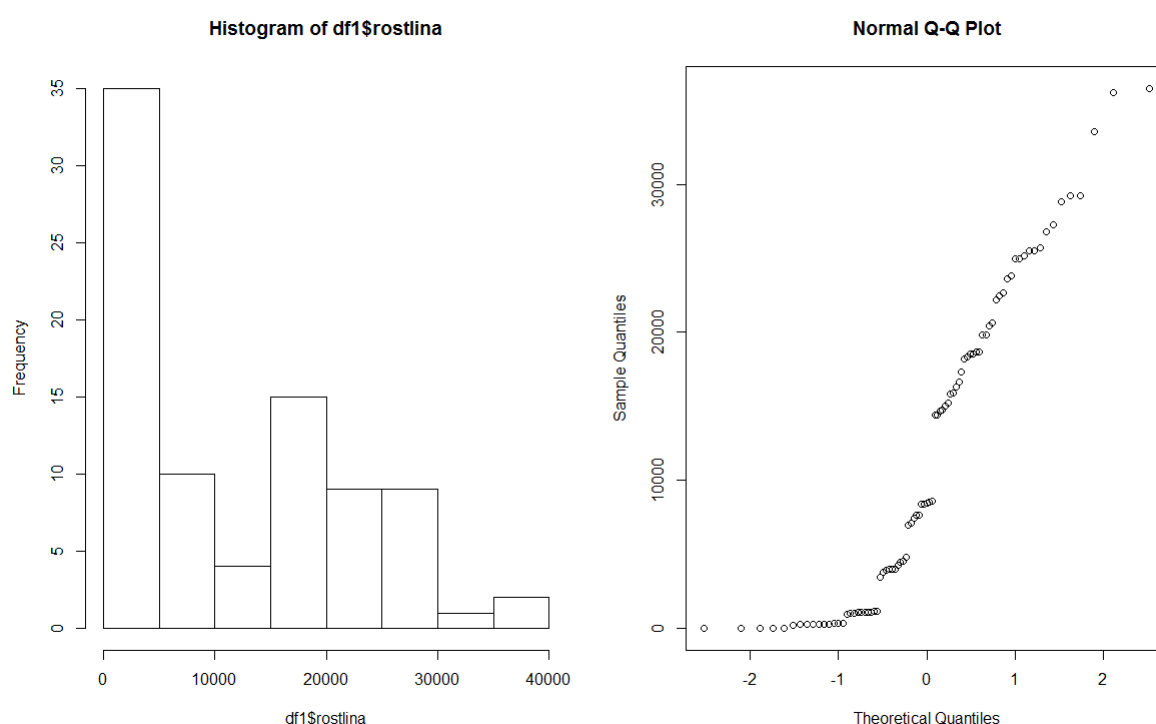 Histogram of df1$rostlina
Frequency
0
5
10
15
20
25
30
35
0 10000 20000 30000 40000
df1$rostlina
Normal Q-Q Plot
Sample Quantiles
0
10000
20000
30000
-2 -1 0 1 2
Theoretical Quantiles